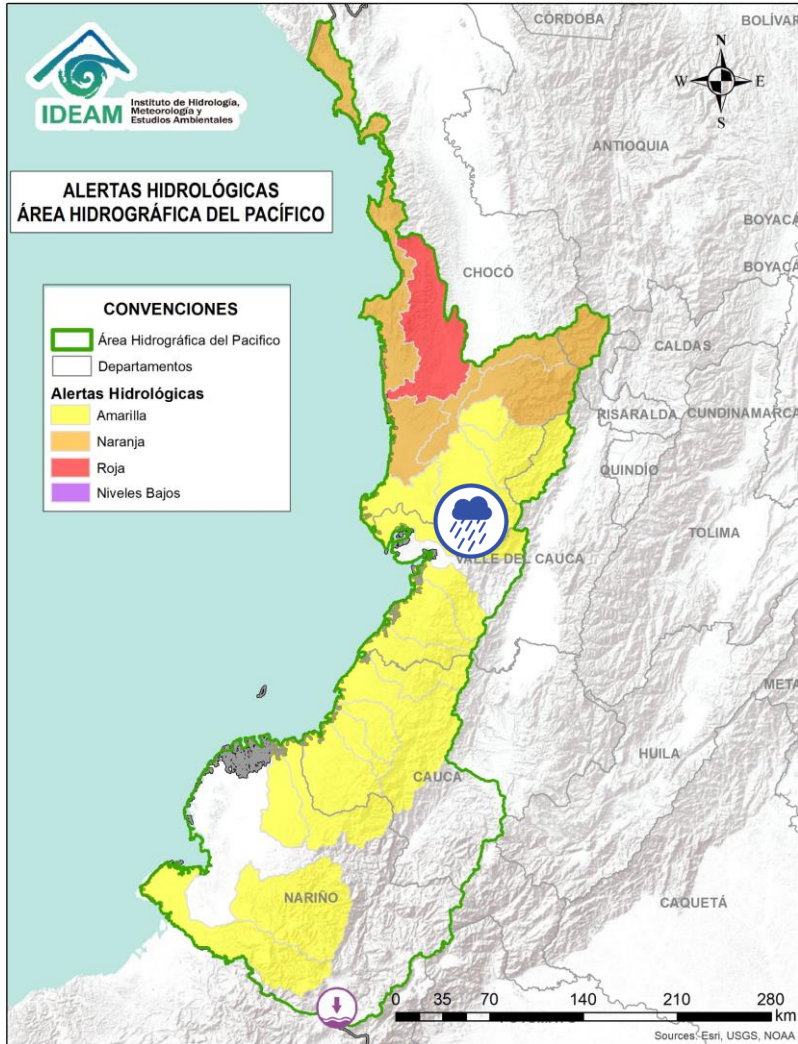 IDEAM
Instituto de Hidrología,
Meteorología y
Estudios Ambientales
ALERTAS HIDROLÓGICAS
ÁREA HIDROGRÁFICA DEL PACÍFICO
CONVENCIONES
Área Hidrográfica del Pacífico
Departamentos
Alertas Hidrológicas
Amarilla
Naranja
Roja
Niveles Bajos
N
W E
S
CÓRDOBA
BOLÍVAR
ANTIOQUIA
BOYACÁ
BOYACÁ
CHOCÓ
CALDAS
RISARALDA
CUNDINAMARCA
QUINDÍO
TOLIMA
VALLE DEL CAUCA
META
HUILA
CAUCA
NARIÑO
CAQUETÁ
0 35 70 140 210 280
km
Sources: Esri, USGS, NOAA